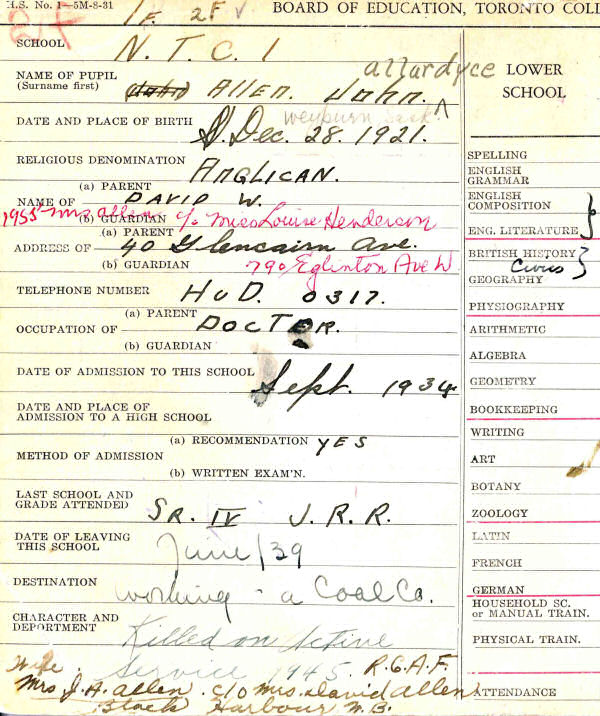 H.S. No. 1—5M-8-31 1F. 2F BOARD OF EDUCATION, TORONTO COLL
2F
SCHOOL N.T.C.I
NAME OF PUPIL (Surname first) (John) Allen. John. allardyce
DATE AND PLACE OF BIRTH Weyburn, Sask. Dec. 28. 1921.
RELIGIOUS DENOMINATION ANGLICAN.
NAME OF (a) PARENT DAVID W.
(b) GUARDIAN 1955 - Mrs allen c/o Miss Louise Henderson
ADDRESS OF (a) PARENT 40 Glencairn Ave.
(b) GUARDIAN 790 Eglinton Ave W.
TELEPHONE NUMBER HUD. 0317.
OCCUPATION OF (a) PARENT DOCTOR.
(b) GUARDIAN
DATE OF ADMISSION TO THIS SCHOOL Sept. 1934
DATE AND PLACE OF ADMISSION TO A HIGH SCHOOL
METHOD OF ADMISSION (a) RECOMMENDATION YES
(b) WRITTEN EXAM'N.
LAST SCHOOL AND GRADE ATTENDED SR. IV J.R.R.
DATE OF LEAVING THIS SCHOOL June/39
DESTINATION working - a Coal Co.
CHARACTER AND DEPORTMENT Killed on Active
Service 1945. R.C.A.F.
Wife.
Mrs J.A. Allen. c/o Mrs. David Allen
Black Harbour N.B.
LOWER
SCHOOL
SPELLING
ENGLISH
GRAMMAR
ENGLISH
COMPOSITION
ENG. LITERATURE
BRITISH HISTORY
Civics
GEOGRAPHY
PHYSIOGRAPHY
ARITHMETIC
ALGEBRA
GEOMETRY
BOOKKEEPING
WRITING
ART
BOTANY
ZOOLOGY
LATIN
FRENCH
GERMAN
HOUSEHOLD SC.
or MANUAL TRAIN.
PHYSICAL TRAIN.
ATTENDANCE